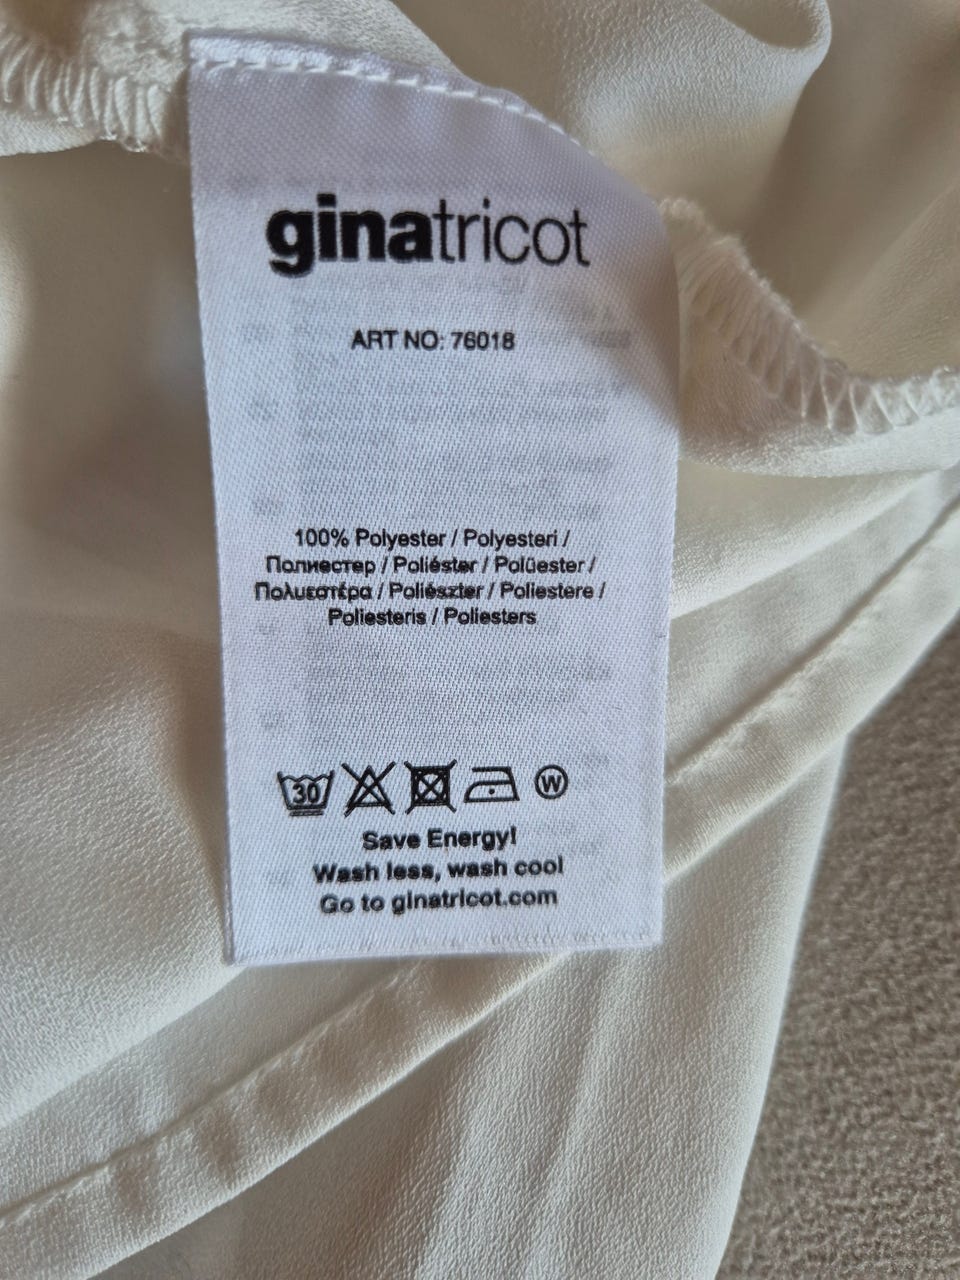 ginatricot
ART NO: 76018
100% Polyester / Polyesteri /
Полиестер / Poliéster / Polüester /
Πολυεστέρα / Poliészter / Poliestere /
Poliesteris / Poliesters
30 W
Save Energy!
Wash less, wash cool
Go to ginatricot.com